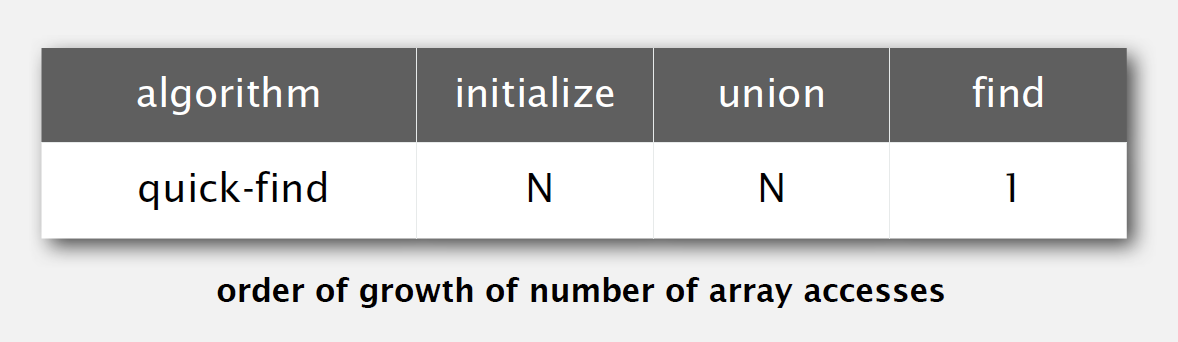 algorithm initialize union find
quick-find N N 1
order of growth of number of array accesses